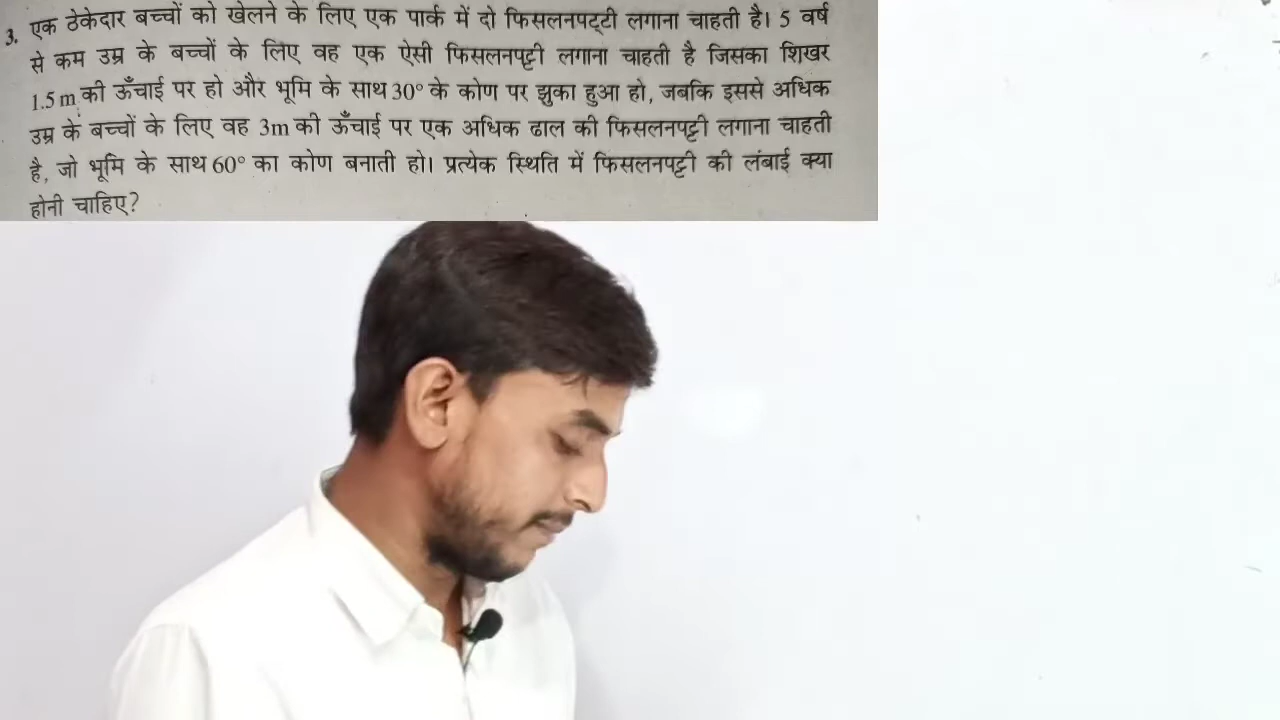 3. एक ठेकेदार बच्चों को खेलने के लिए एक पार्क में दो फिसलनपट्टी लगाना चाहती है। 5 वर्ष
से कम उम्र के बच्चों के लिए वह एक ऐसी फिसलनपट्टी लगाना चाहती है जिसका शिखर
1.5 m की ऊँचाई पर हो और भूमि के साथ 30° के कोण पर झुका हुआ हो, जबकि इससे अधिक
उम्र के बच्चों के लिए वह 3m की ऊँचाई पर एक अधिक ढाल की फिसलनपट्टी लगाना चाहती
है, जो भूमि के साथ 60° का कोण बनाती हो। प्रत्येक स्थिति में फिसलनपट्टी की लंबाई क्या
होनी चाहिए?